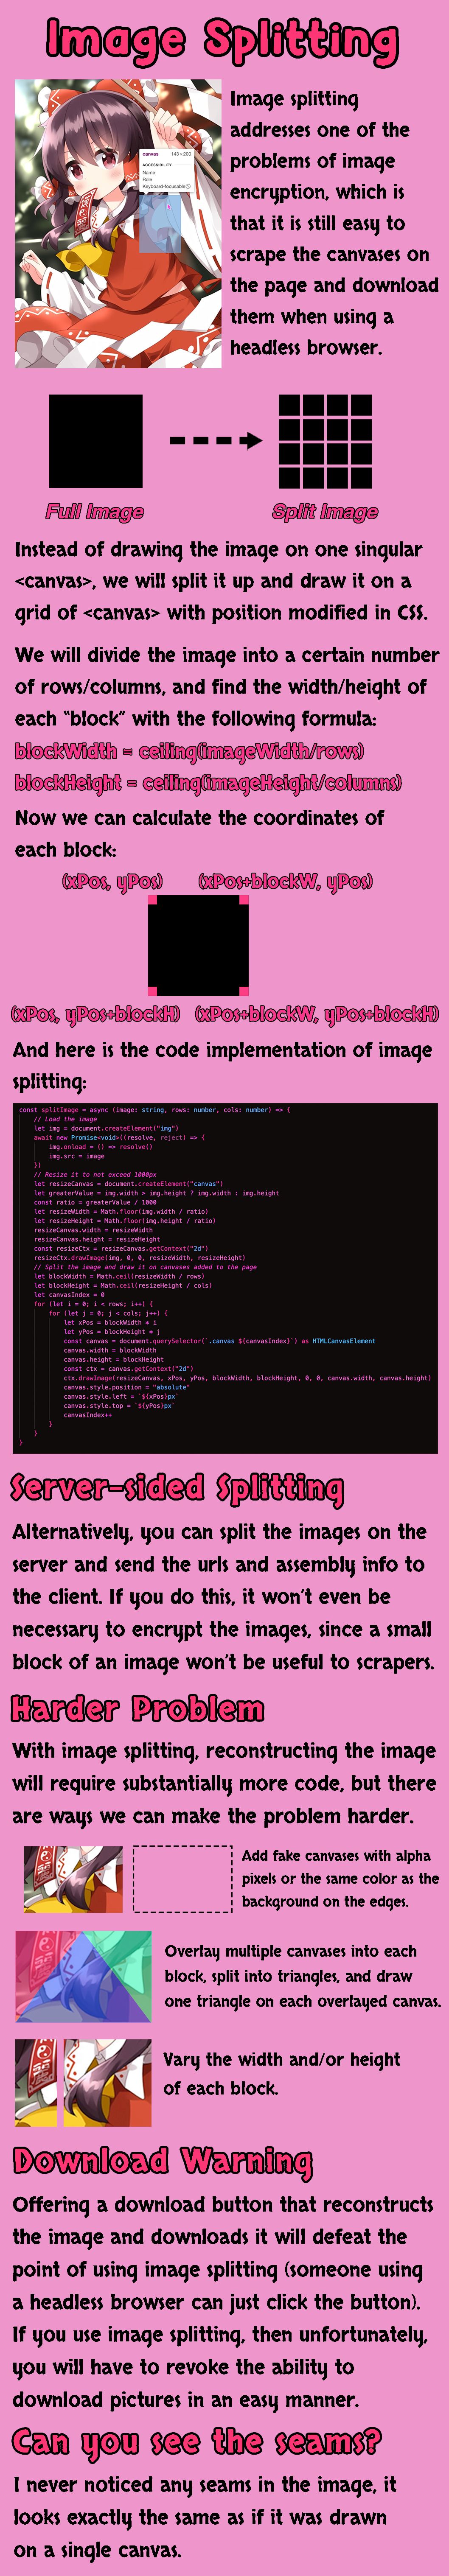 Image Splitting
Image splitting
addresses one of the
problems of image
encryption, which is
that it is still easy to
scrape the canvases on
the page and download
them when using a
headless browser.
canvas 143 x 200
ACCESSIBILITY
Name
Role
Keyboard-focusable
Full Image
Split Image
Instead of drawing the image on one singular
<canvas>, we will split it up and draw it on a
grid of <canvas> with position modified in CSS.
We will divide the image into a certain number
of rows/columns, and find the width/height of
each “block” with the following formula:
blockWidth = ceiling(imageWidth/rows)
blockHeight = ceiling(imageHeight/columns)
Now we can calculate the coordinates of
each block:
(xPos, yPos) (xPos+blockW, yPos)
(xPos, yPos+blockH) (xPos+blockW, yPos+blockH)
And here is the code implementation of image
splitting:
const splitImage = async (image: string, rows: number, cols: number) => {
// Load the image
let img = document.createElement("img")
await new Promise<void>((resolve, reject) => {
img.onload = () => resolve()
img.src = image
})
// Resize it to not exceed 1000px
let resizeCanvas = document.createElement("canvas")
let greaterValue = img.width > img.height ? img.width : img.height
const ratio = greaterValue / 1000
let resizeWidth = Math.floor(img.width / ratio)
let resizeHeight = Math.floor(img.height / ratio)
resizeCanvas.width = resizeWidth
resizeCanvas.height = resizeHeight
const resizeCtx = resizeCanvas.getContext("2d")
resizeCtx.drawImage(img, 0, 0, resizeWidth, resizeHeight)
// Split the image and draw it on canvases added to the page
let blockWidth = Math.ceil(resizeWidth / rows)
let blockHeight = Math.ceil(resizeHeight / cols)
let canvasIndex = 0
for (let i = 0; i < rows; i++) {
for (let j = 0; j < cols; j++) {
let xPos = blockWidth * i
let yPos = blockHeight * j
const canvas = document.querySelector(`.canvas ${canvasIndex}`) as HTMLCanvasElement
canvas.width = blockWidth
canvas.height = blockHeight
const ctx = canvas.getContext("2d")
ctx.drawImage(resizeCanvas, xPos, yPos, blockWidth, blockHeight, 0, 0, canvas.width, canvas.height)
canvas.style.position = "absolute"
canvas.style.left = `${xPos}px`
canvas.style.top = `${yPos}px`
canvasIndex++
}
}
}
Server-sided Splitting
Alternatively, you can split the images on the
server and send the urls and assembly info to
the client. If you do this, it won't even be
necessary to encrypt the images, since a small
block of an image won't be useful to scrapers.
Harder Problem
With image splitting, reconstructing the image
will require substantially more code, but there
are ways we can make the problem harder.
Add fake canvases with alpha
pixels or the same color as the
background on the edges.
Overlay multiple canvases into each
block, split into triangles, and draw
one triangle on each overlayed canvas.
Vary the width and/or height
of each block.
Download Warning
Offering a download button that reconstructs
the image and downloads it will defeat the
point of using image splitting (someone using
a headless browser can just click the button).
If you use image splitting, then unfortunately,
you will have to revoke the ability to
download pictures in an easy manner.
Can you see the seams?
I never noticed any seams in the image, it
looks exactly the same as if it was drawn
on a single canvas.